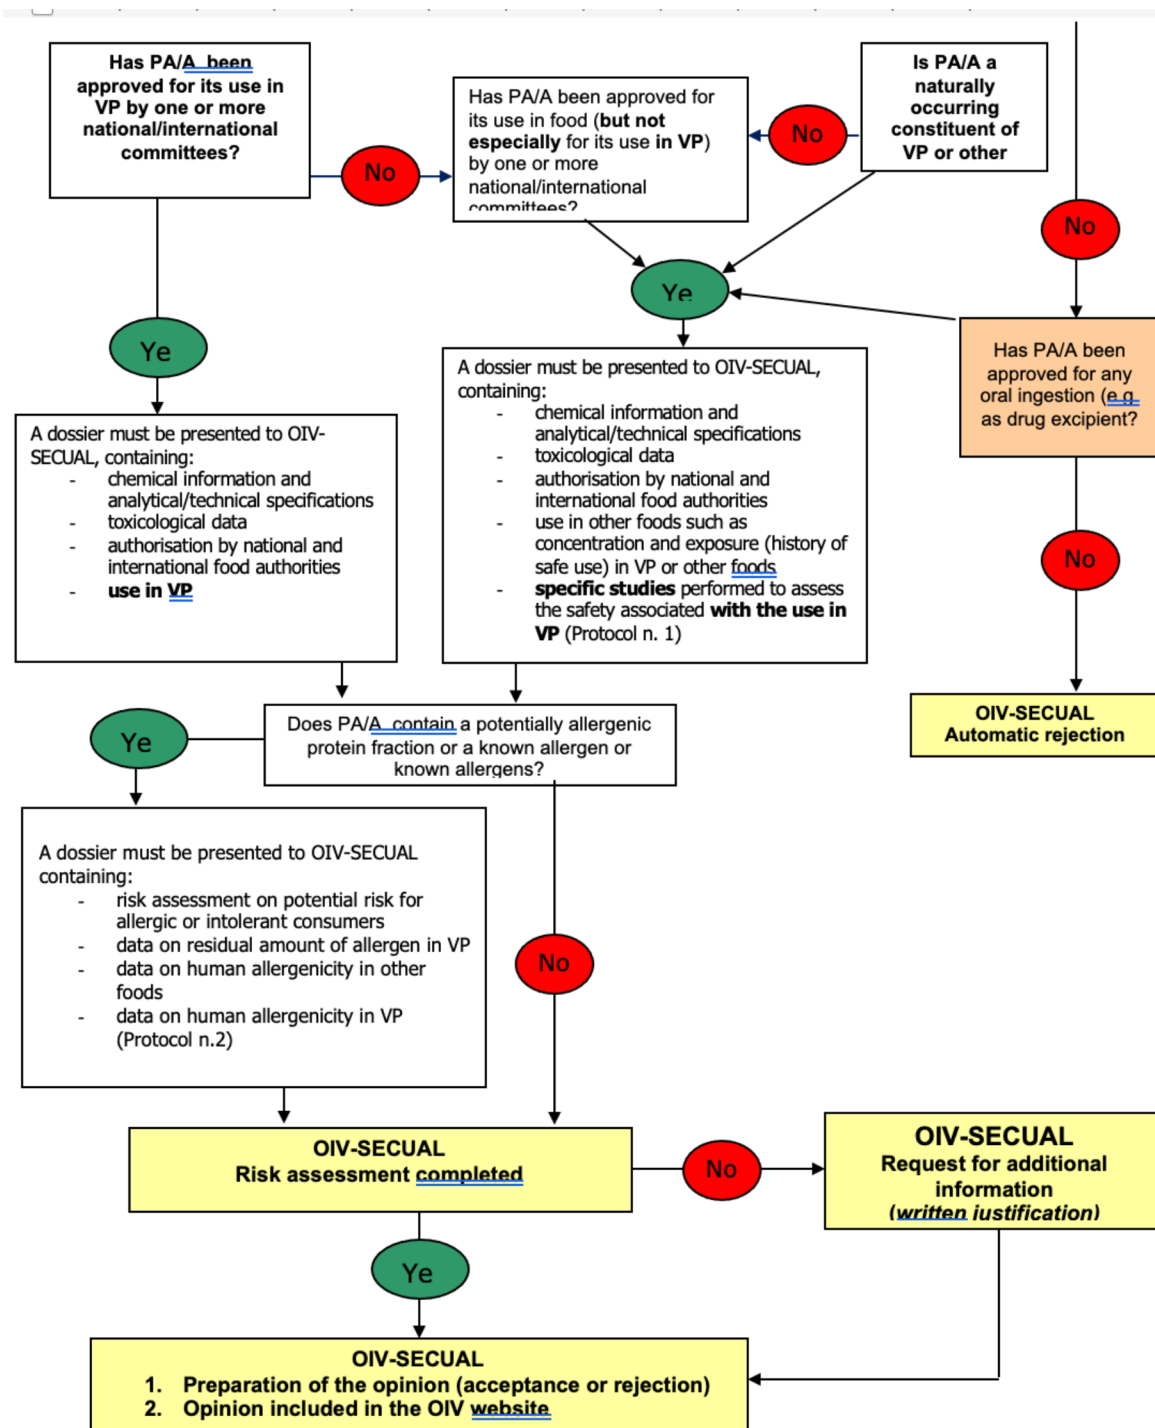 Has PA/A been
approved for its use in
VP by one or more
national/international
committees?
Has PA/A been approved for
its use in food (but not
especially for its use in VP)
by one or more
national/international
committees?
Is PA/A a
naturally
occurring
constituent of
VP or other
No
No
No
Ye
Ye
Has PA/A been
approved for any
oral ingestion (e.g.
as drug excipient?
A dossier must be presented to OIV-
SECUAL, containing:
- chemical information and
analytical/technical specifications
- toxicological data
- authorisation by national and
international food authorities
- use in VP
A dossier must be presented to OIV-SECUAL,
containing:
- chemical information and
analytical/technical specifications
- toxicological data
- authorisation by national and
international food authorities
- use in other foods such as
concentration and exposure (history of
safe use) in VP or other foods
- specific studies performed to assess
the safety associated with the use in
VP (Protocol n. 1)
No
OIV-SECUAL
Automatic rejection
Does PA/A contain a potentially allergenic
protein fraction or a known allergen or
known allergens?
Ye
A dossier must be presented to OIV-SECUAL
containing:
- risk assessment on potential risk for
allergic or intolerant consumers
- data on residual amount of allergen in VP
- data on human allergenicity in other
foods
- data on human allergenicity in VP
(Protocol n.2)
No
OIV-SECUAL
Risk assessment completed
No
OIV-SECUAL
Request for additional
information
(written justification)
Ye
OIV-SECUAL
1. Preparation of the opinion (acceptance or rejection)
2. Opinion included in the OIV website